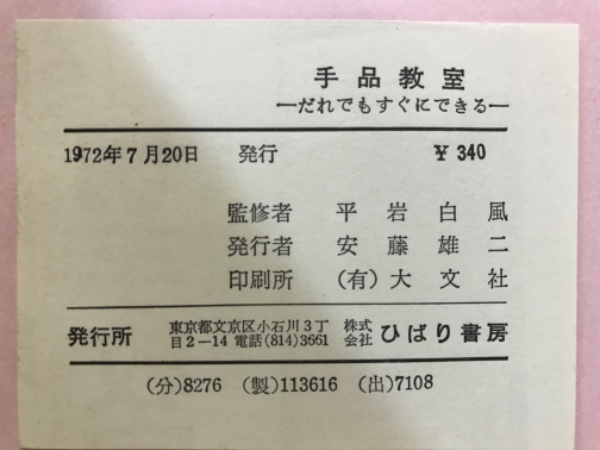 手品教室
―だれでもすぐにできる―
1972年7月20日 発行 ¥340
監修者 平岩白風
発行者 安藤雄二
印刷所 (有)大文社
発行所 東京都文京区小石川3丁目2-14 電話(814)3661 株式会社 ひばり書房
(分)8276 (製)113616 (出)7108